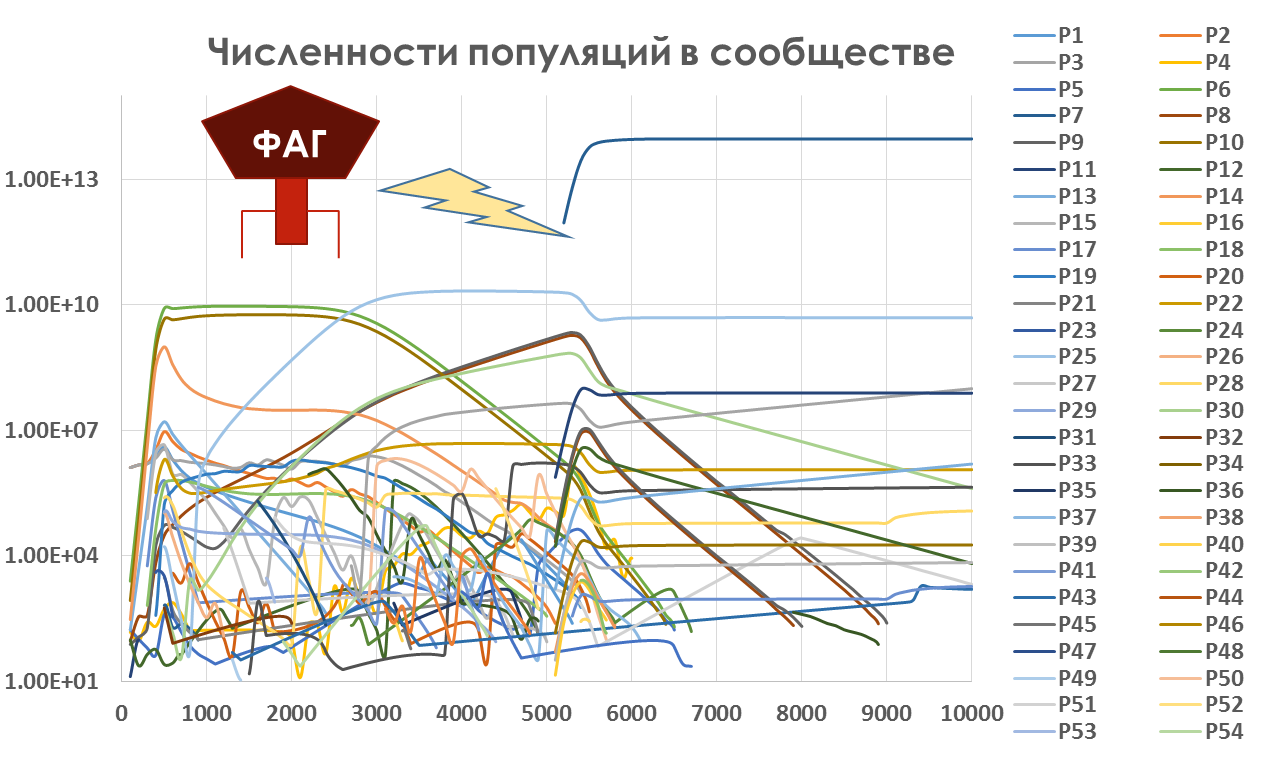 Численности популяций в сообществе
ФАГ
1.00E+13
1.00E+10
1.00E+07
1.00E+04
1.00E+01
0 1000 2000 3000 4000 5000 6000 7000 8000 9000 10000
P1 P2
P3 P4
P5 P6
P7 P8
P9 P10
P11 P12
P13 P14
P15 P16
P17 P18
P19 P20
P21 P22
P23 P24
P25 P26
P27 P28
P29 P30
P31 P32
P33 P34
P35 P36
P37 P38
P39 P40
P41 P42
P43 P44
P45 P46
P47 P48
P49 P50
P51 P52
P53 P54